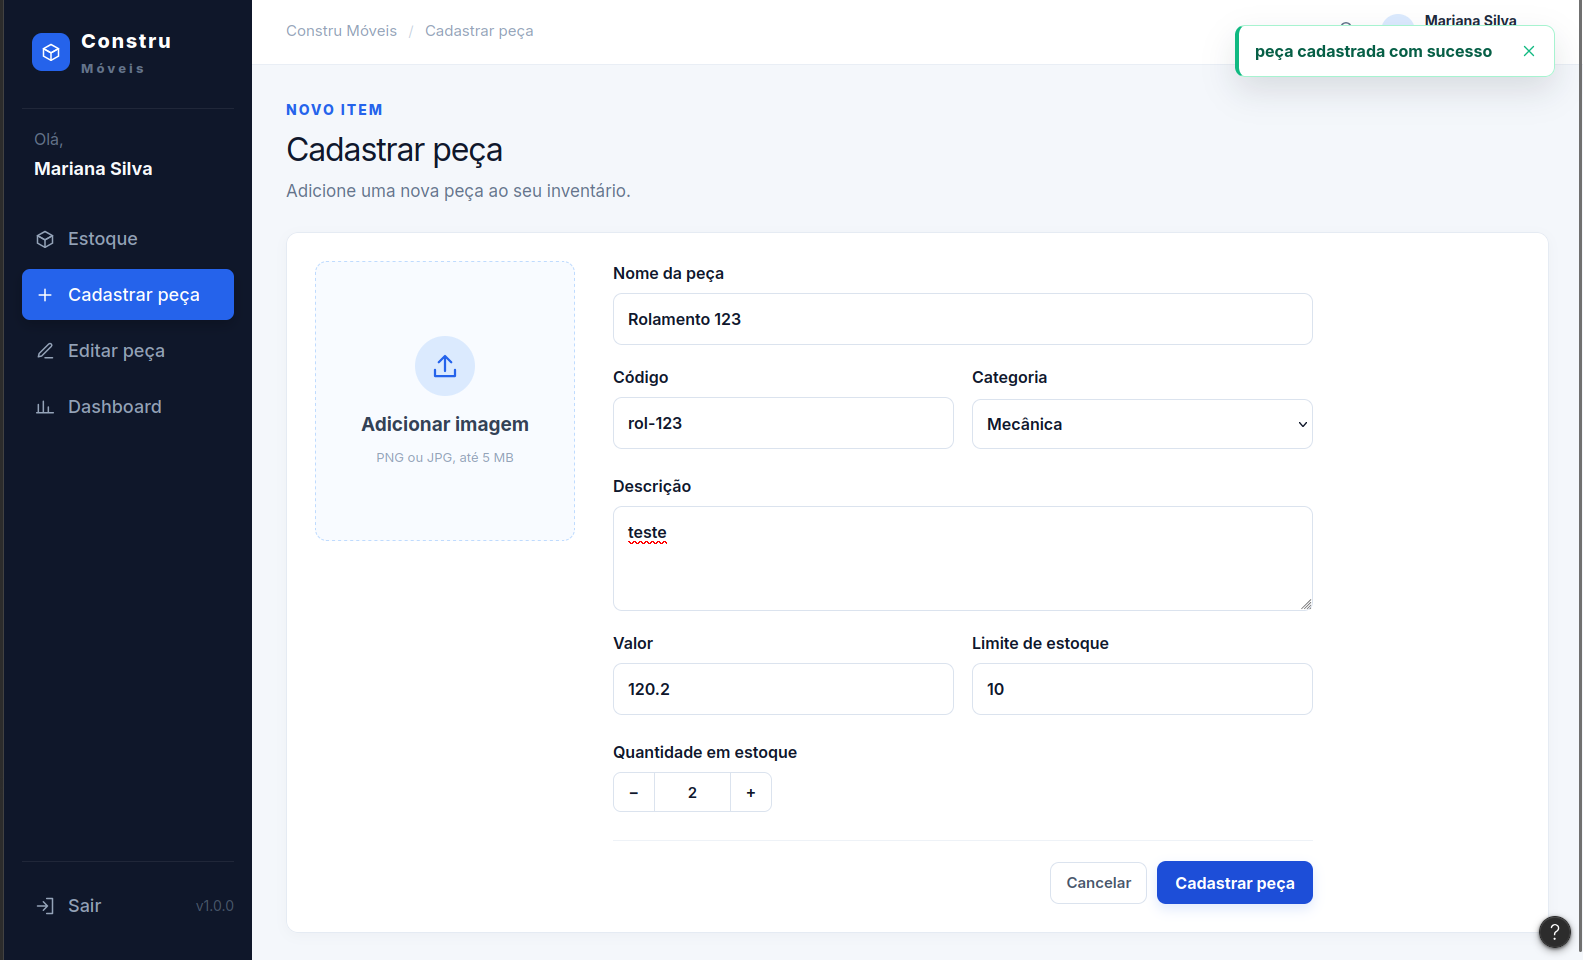 Constru
Móveis
Olá,
Mariana Silva
Estoque
Cadastrar peça
Editar peça
Dashboard
Sair
v1.0.0
Constru Móveis / Cadastrar peça
Mariana Silva
peça cadastrada com sucesso
NOVO ITEM
Cadastrar peça
Adicione uma nova peça ao seu inventário.
Adicionar imagem
PNG ou JPG, até 5 MB
Nome da peça
Rolamento 123
Código
rol-123
Categoria
Mecânica
Descrição
teste
Valor
120.2
Limite de estoque
10
Quantidade em estoque
− 2 +
Cancelar
Cadastrar peça
?